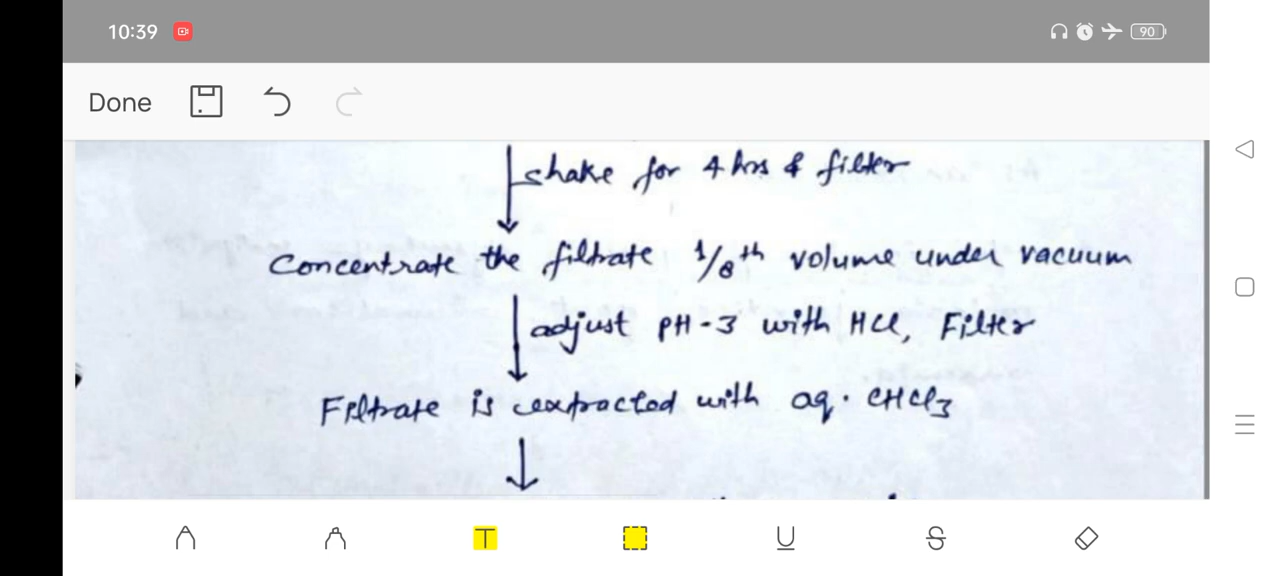 10:39
90
Done
shake for 4 hrs & filter
Concentrate the filtrate 1/8th volume under vacuum
adjust pH-3 with HCl, Filter
Filtrate is extracted with aq. CHCl3
T
U
S